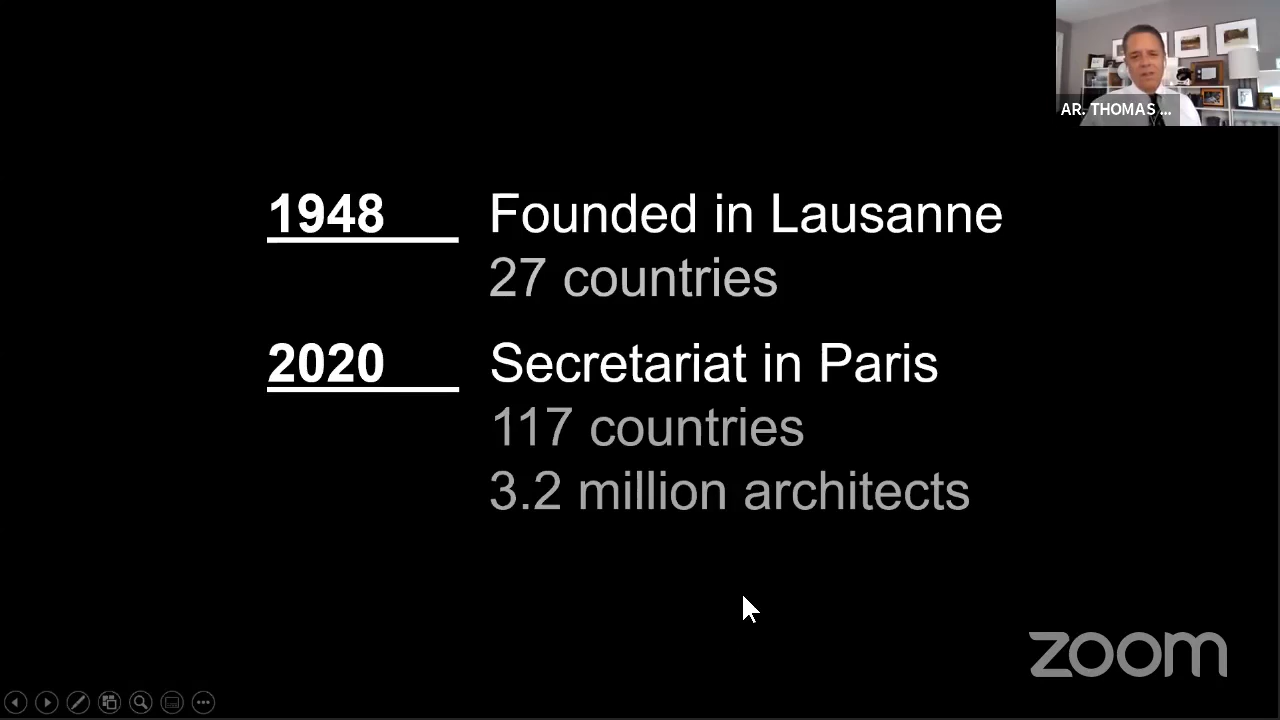 AR. THOMAS ...
1948 Founded in Lausanne
27 countries
2020 Secretariat in Paris
117 countries
3.2 million architects
zoom